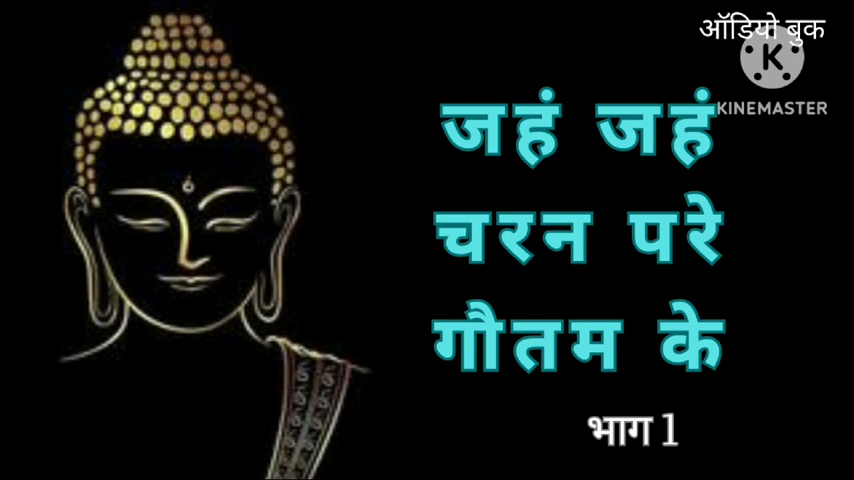 ऑडियो बुक
K
KINEMASTER
जहं जहं
चरन परे
गौतम के
भाग 1